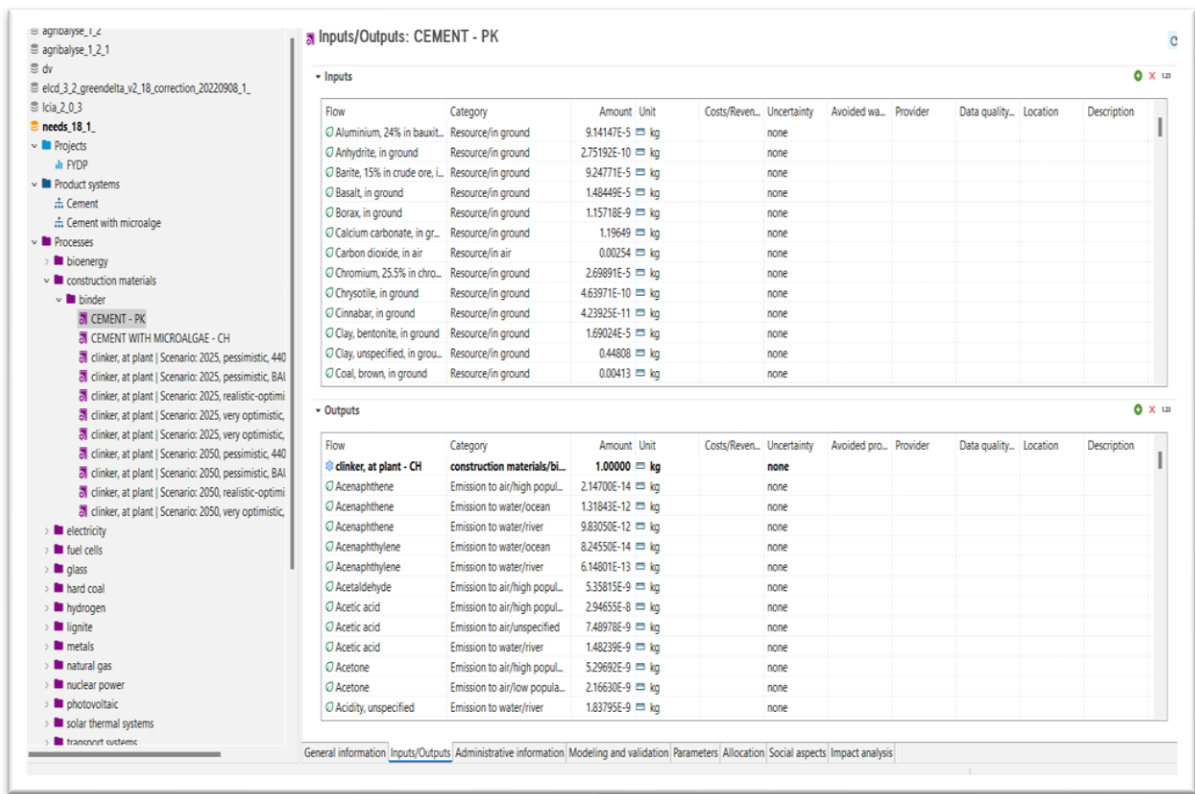 agribalyse_1_2
agribalyse_1_2_1
dv
elcd_3_2_greendelta_v2_18_correction_20220908_1_
lcia_2_0_3
needs_18_1_
Projects
FYDP
Product systems
Cement
Cement with microalge
Processes
bioenergy
construction materials
binder
CEMENT - PK
CEMENT WITH MICROALGAE - CH
clinker, at plant | Scenario: 2025, pessimistic, 440
clinker, at plant | Scenario: 2025, pessimistic, BAU
clinker, at plant | Scenario: 2025, realistic-optimi
clinker, at plant | Scenario: 2025, very optimistic,
clinker, at plant | Scenario: 2025, very optimistic,
clinker, at plant | Scenario: 2050, pessimistic, 440
clinker, at plant | Scenario: 2050, pessimistic, BAU
clinker, at plant | Scenario: 2050, realistic-optimi
clinker, at plant | Scenario: 2050, very optimistic,
electricity
fuel cells
glass
hard coal
hydrogen
lignite
metals
natural gas
nuclear power
photovoltaic
solar thermal systems
transport systems
Inputs/Outputs: CEMENT - PK
Inputs
Flow Category Amount Unit Costs/Reven... Uncertainty Avoided wa... Provider Data quality... Location Description
Aluminium, 24% in bauxit... Resource/in ground 9.14147E-5 kg none
Anhydrite, in ground Resource/in ground 2.75192E-10 kg none
Barite, 15% in crude ore, i... Resource/in ground 9.24771E-5 kg none
Basalt, in ground Resource/in ground 1.48449E-5 kg none
Borax, in ground Resource/in ground 1.15718E-9 kg none
Calcium carbonate, in gr... Resource/in ground 1.19649 kg none
Carbon dioxide, in air Resource/in air 0.00254 kg none
Chromium, 25.5% in chro... Resource/in ground 2.69891E-5 kg none
Chrysotile, in ground Resource/in ground 4.63971E-10 kg none
Cinnabar, in ground Resource/in ground 4.23925E-11 kg none
Clay, bentonite, in ground Resource/in ground 1.69024E-5 kg none
Clay, unspecified, in grou... Resource/in ground 0.44808 kg none
Coal, brown, in ground Resource/in ground 0.00413 kg none
Outputs
Flow Category Amount Unit Costs/Reven... Uncertainty Avoided pro... Provider Data quality... Location Description
clinker, at plant - CH construction materials/bi... 1.00000 kg none
Acenaphthene Emission to air/high popul... 2.14700E-14 kg none
Acenaphthene Emission to water/ocean 1.31843E-12 kg none
Acenaphthene Emission to water/river 9.83050E-12 kg none
Acenaphthylene Emission to water/ocean 8.24550E-14 kg none
Acenaphthylene Emission to water/river 6.14801E-13 kg none
Acetaldehyde Emission to air/high popul... 5.35815E-9 kg none
Acetic acid Emission to air/high popul... 2.94655E-8 kg none
Acetic acid Emission to air/unspecified 7.48978E-9 kg none
Acetic acid Emission to water/river 1.48239E-9 kg none
Acetone Emission to air/high popul... 5.29692E-9 kg none
Acetone Emission to air/low popula... 2.16630E-9 kg none
Acidity, unspecified Emission to water/river 1.83795E-9 kg none
General information Inputs/Outputs Administrative information Modeling and validation Parameters Allocation Social aspects Impact analysis